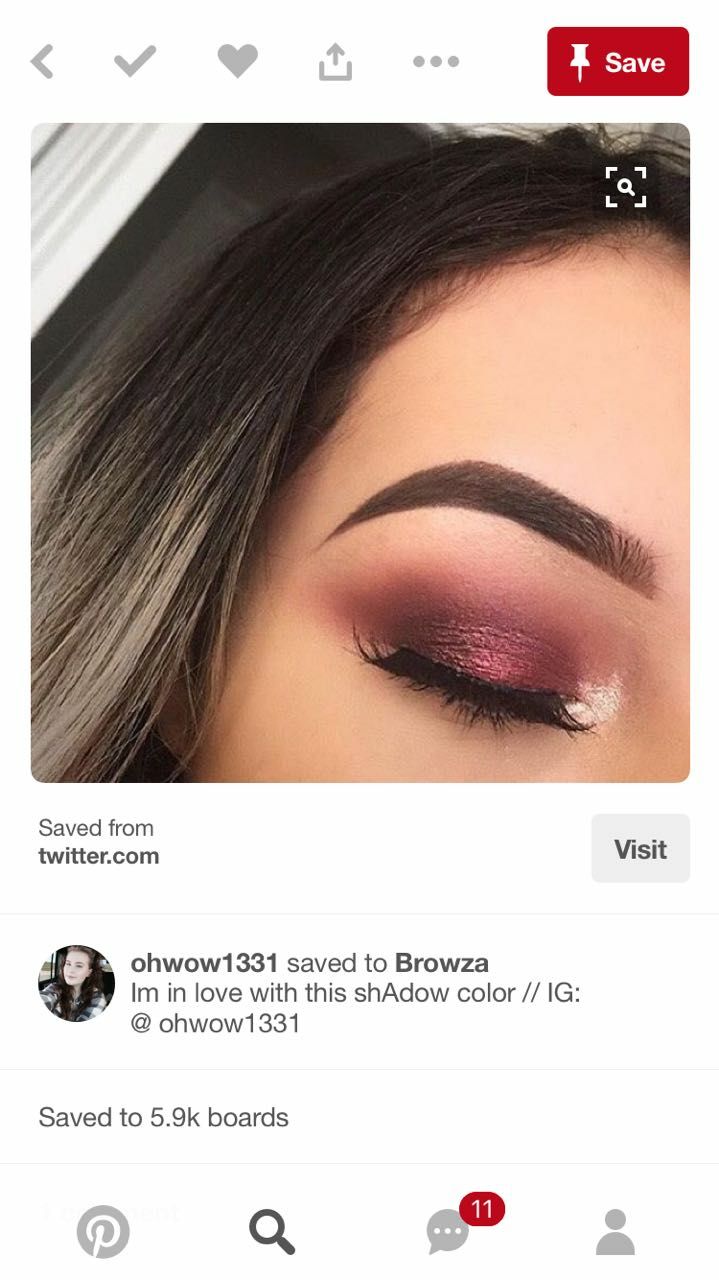 Save
Saved from
twitter.com
Visit
ohwow1331 saved to Browza
Im in love with this shAdow color // IG:
@ ohwow1331
Saved to 5.9k boards
11